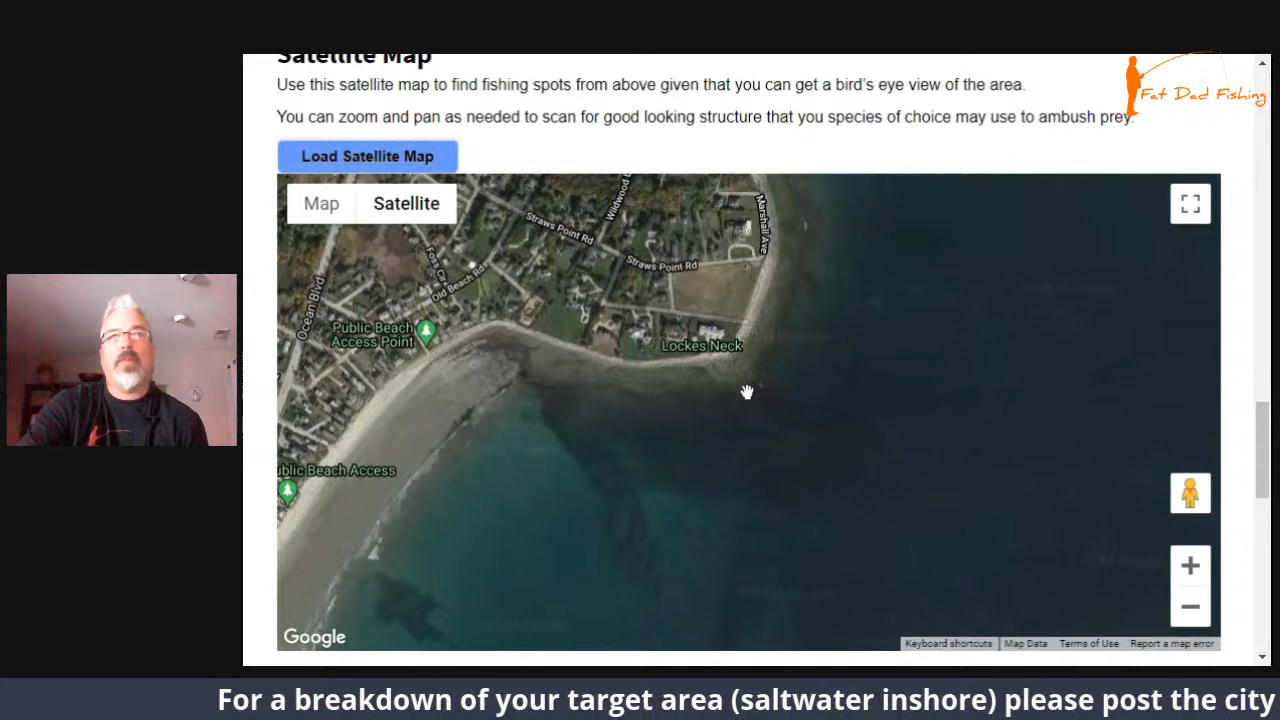 Satellite Map
Use this satellite map to find fishing spots from above given that you can get a bird's eye view of the area.
You can zoom and pan as needed to scan for good looking structure that you species of choice may use to ambush prey.
Fat Dad Fishing
Load Satellite Map
Map
Satellite
Straws Point Rd
Marshall Ave
Foss Cir
Old Beach Rd
Straws Point Rd
Ocean Blvd
Public Beach
Access Point
Lockes Neck
ublic Beach Access
Google
Keyboard shortcuts
Map Data
Terms of Use
Report a map error
For a breakdown of your target area (saltwater inshore) please post the city